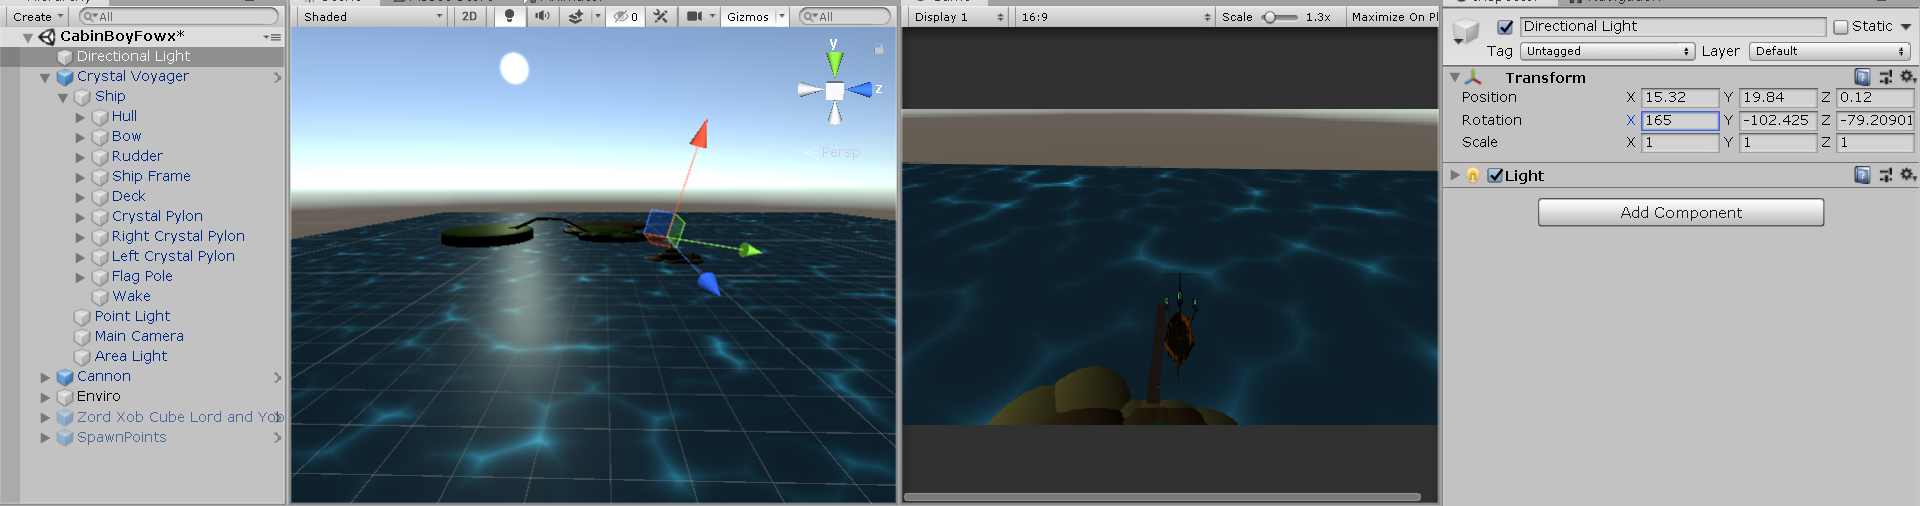 Create All
CabinBoyFowx*
Directional Light
Crystal Voyager
Ship
Hull
Bow
Rudder
Ship Frame
Deck
Crystal Pylon
Right Crystal Pylon
Left Crystal Pylon
Flag Pole
Wake
Point Light
Main Camera
Area Light
Cannon
Enviro
Zord Xob Cube Lord and Yob
SpawnPoints
Shaded 2D 0 Gizmos All
y
z
Persp
Display 1 16:9 Scale 1.3x Maximize On Pl
Directional Light Static
Tag Untagged Layer Default
Transform
Position X 15.32 Y 19.84 Z 0.12
Rotation X 165 Y -102.425 Z -79.20901
Scale X 1 Y 1 Z 1
Light
Add Component